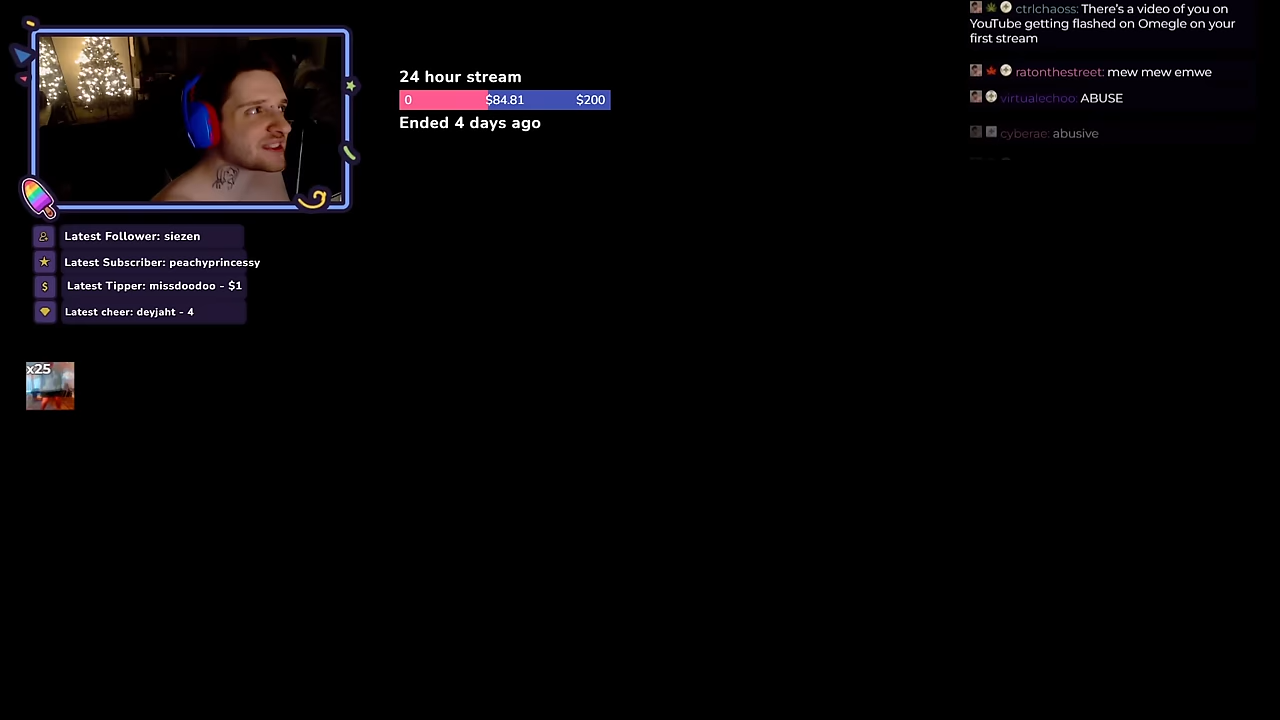 ctrlchaoss: There's a video of you on
YouTube getting flashed on Omegle on your
first stream
ratonthestreet: mew mew emwe
virtualechoo: ABUSE
cyberae: abusive
24 hour stream
0 $84.81 $200
Ended 4 days ago
Latest Follower: siezen
Latest Subscriber: peachyprincessy
Latest Tipper: missdoodoo - $1
Latest cheer: deyjaht - 4
x25